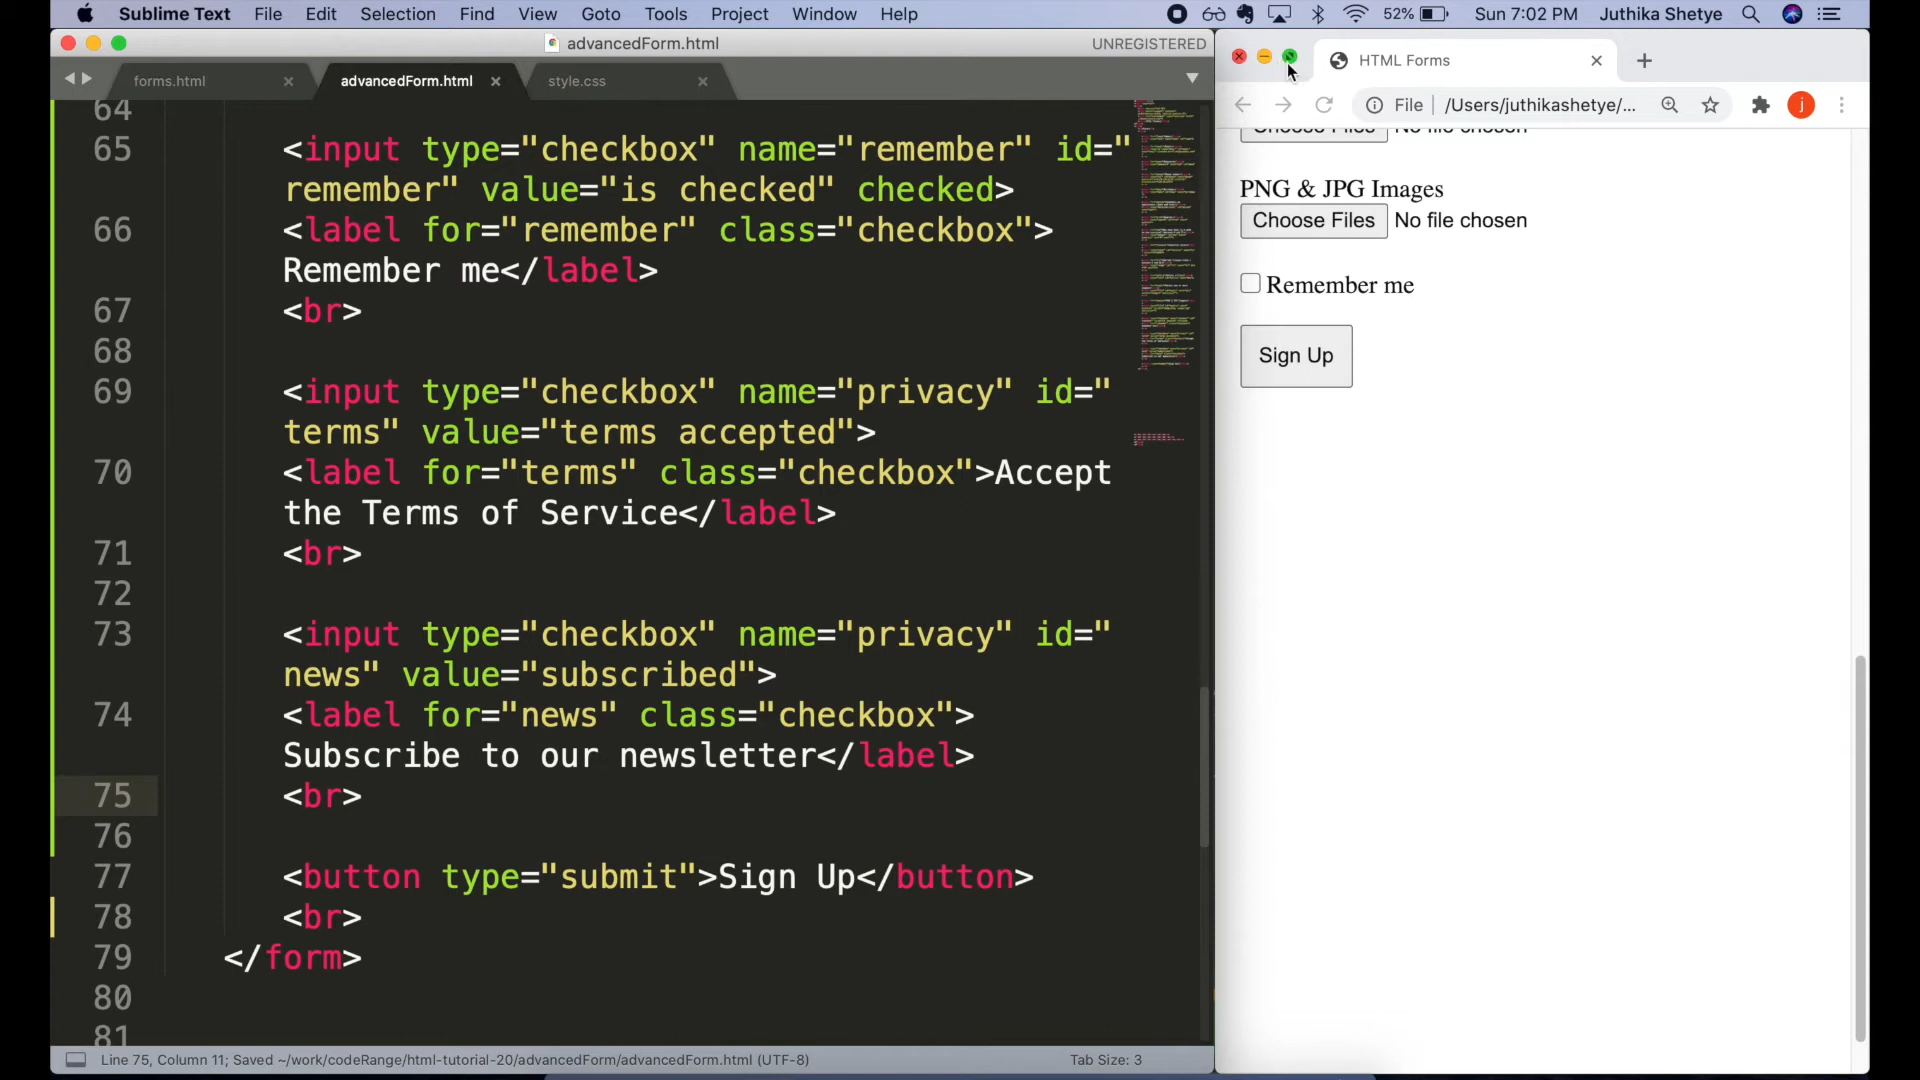 Sublime Text File Edit Selection Find View Goto Tools Project Window Help 52% Sun 7:02 PM Juthika Shetye
advancedForm.html UNREGISTERED
forms.html advancedForm.html style.css
64
65 <input type="checkbox" name="remember" id="
remember" value="is checked" checked>
66 <label for="remember" class="checkbox">
Remember me</label>
67 <br>
68
69 <input type="checkbox" name="privacy" id="
terms" value="terms accepted">
70 <label for="terms" class="checkbox">Accept
the Terms of Service</label>
71 <br>
72
73 <input type="checkbox" name="privacy" id="
news" value="subscribed">
74 <label for="news" class="checkbox">
Subscribe to our newsletter</label>
75 <br>
76
77 <button type="submit">Sign Up</button>
78 <br>
79 </form>
80
81
Line 75, Column 11; Saved ~/work/codeRange/html-tutorial-20/advancedForm/advancedForm.html (UTF-8) Tab Size: 3
HTML Forms
File /Users/juthikashetye/... j
Choose Files No file chosen
PNG & JPG Images
Choose Files No file chosen
Remember me
Sign Up